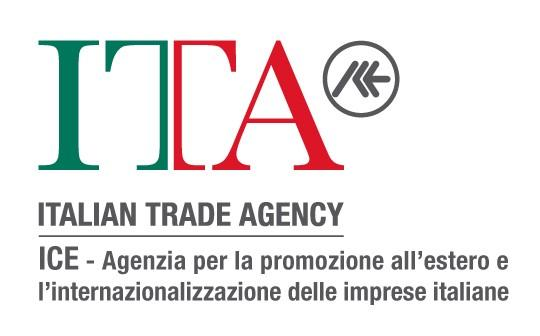 ITA
ITALIAN TRADE AGENCY
ICE - Agenzia per la promozione all'estero e
l'internazionalizzazione delle imprese italiane